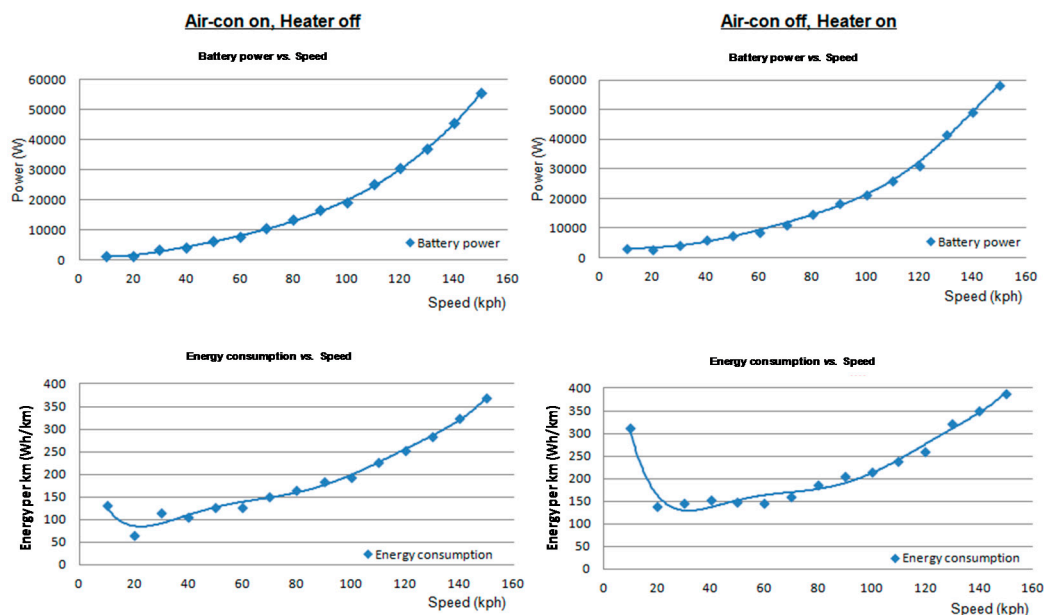 Air-con on, Heater off
Battery power vs. Speed
60000
50000
40000
30000
20000
10000
0
Power (W)
Battery power
0 20 40 60 80 100 120 140 160
Speed (kph)
Air-con off, Heater on
Battery power vs. Speed
60000
50000
40000
30000
20000
10000
0
Power (W)
Battery power
0 20 40 60 80 100 120 140 160
Speed (kph)
Energy consumption vs. Speed
400
350
300
250
200
150
100
50
0
Energy per km (Wh/km)
Energy consumption
0 20 40 60 80 100 120 140 160
Speed (kph)
Energy consumption vs. Speed
400
350
300
250
200
150
100
50
0
Energy per km (Wh/km)
Energy consumption
0 20 40 60 80 100 120 140 160
Speed (kph)